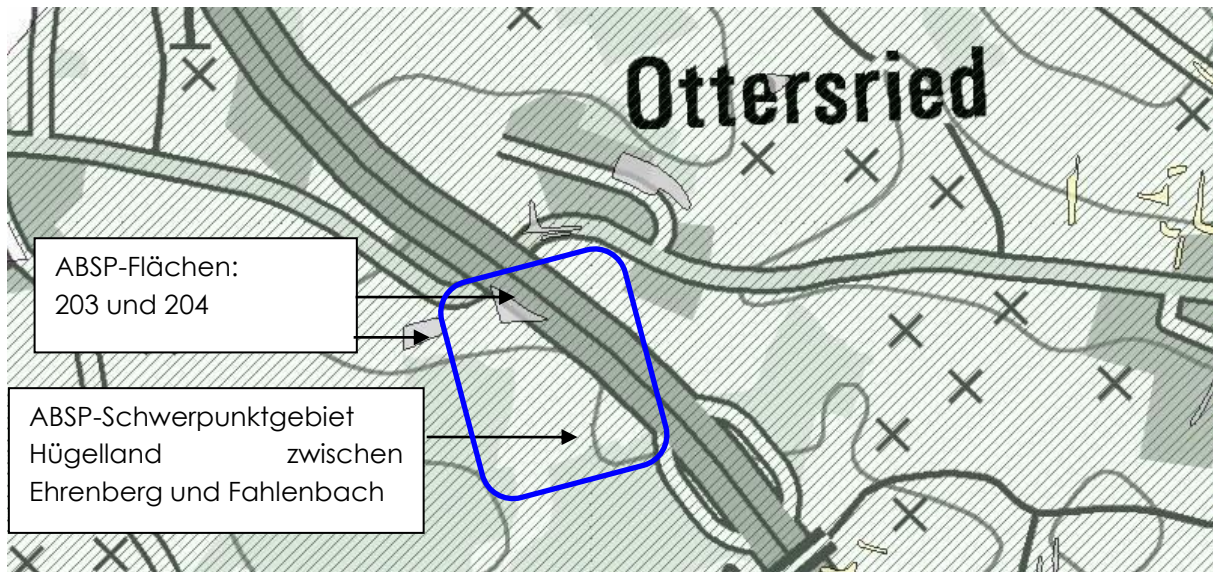 Ottersried
ABSP-Flächen:
203 und 204
ABSP-Schwerpunktgebiet
Hügelland zwischen
Ehrenberg und Fahlenbach